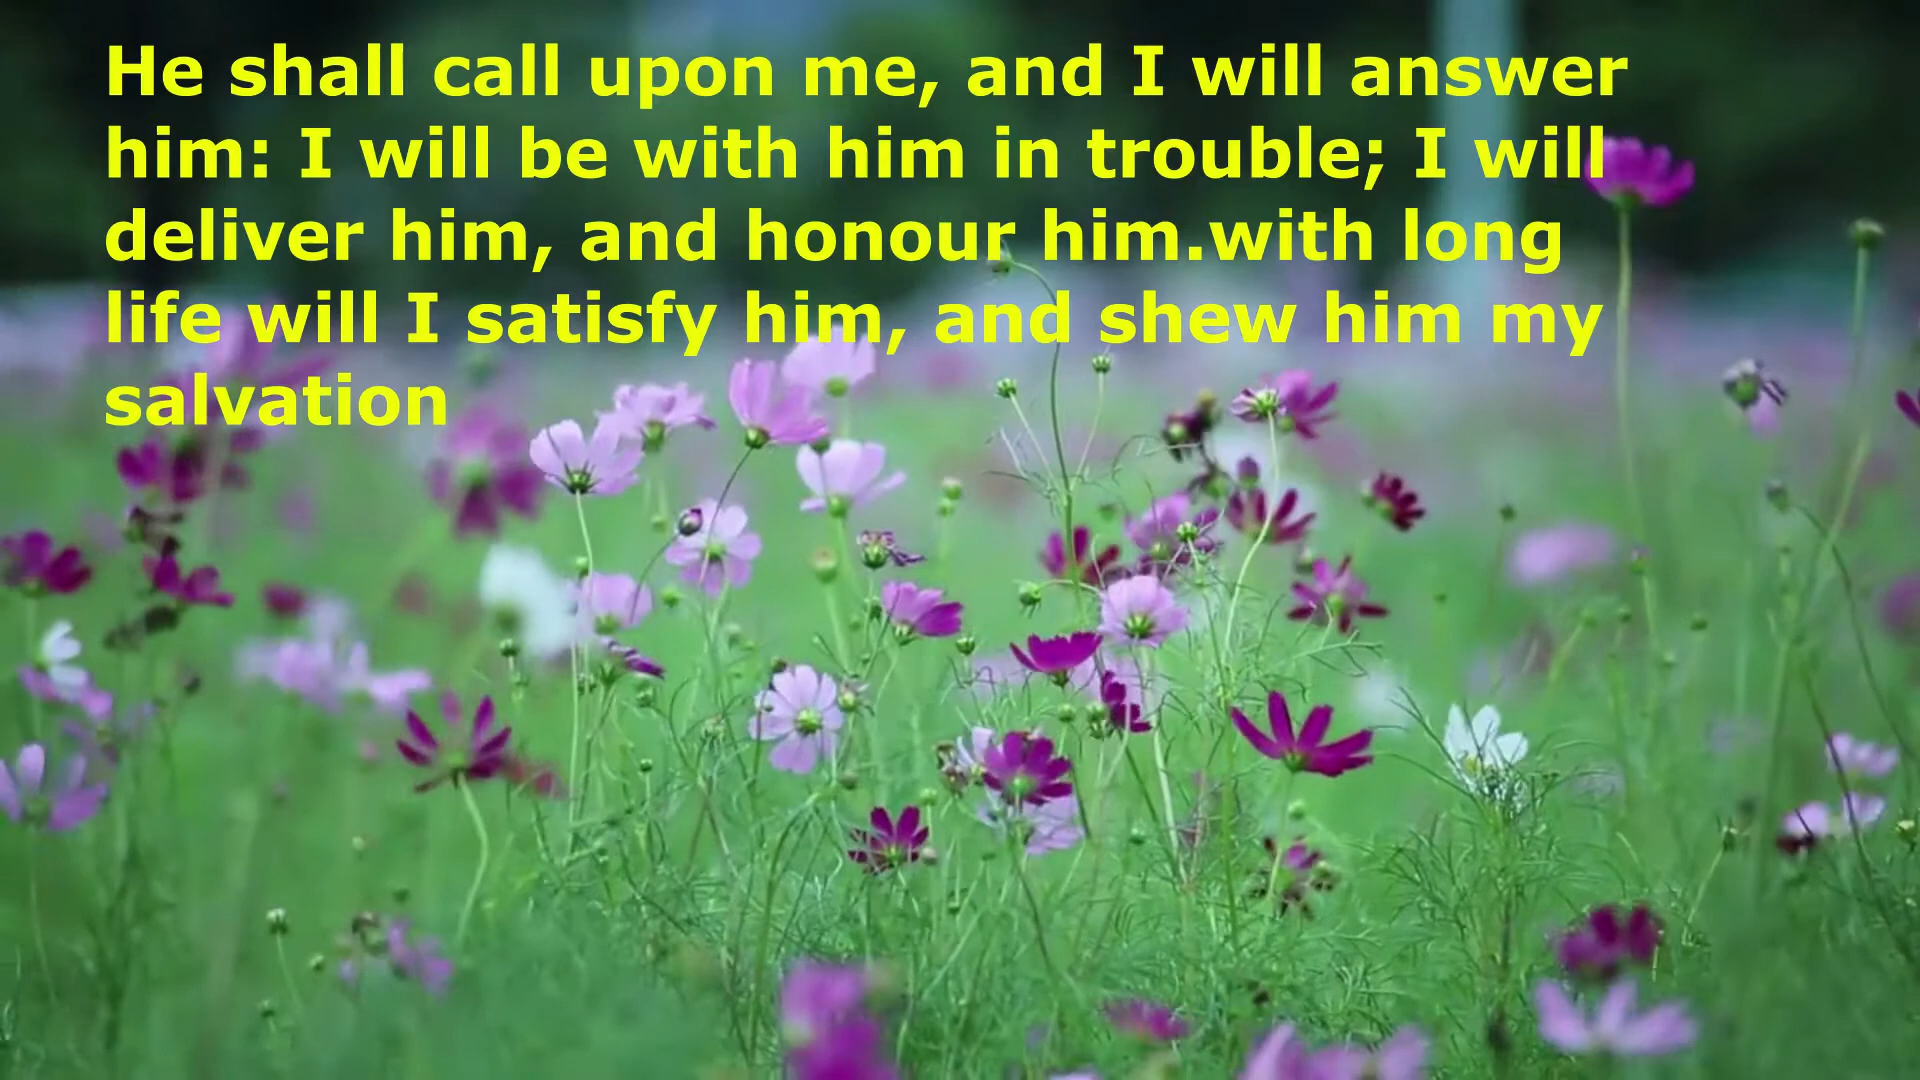 He shall call upon me, and I will answer
him: I will be with him in trouble; I will
deliver him, and honour him.with long
life will I satisfy him, and shew him my
salvation